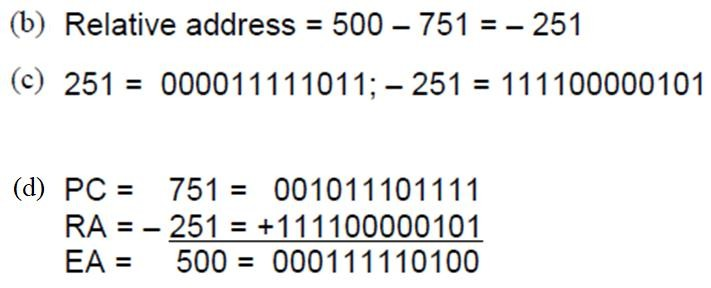 (b) Relative address = 500 – 751 = – 251
(c) 251 = 000011111011; – 251 = 111100000101
(d) PC = 751 = 001011101111
RA = – 251 = +111100000101
EA = 500 = 000111110100